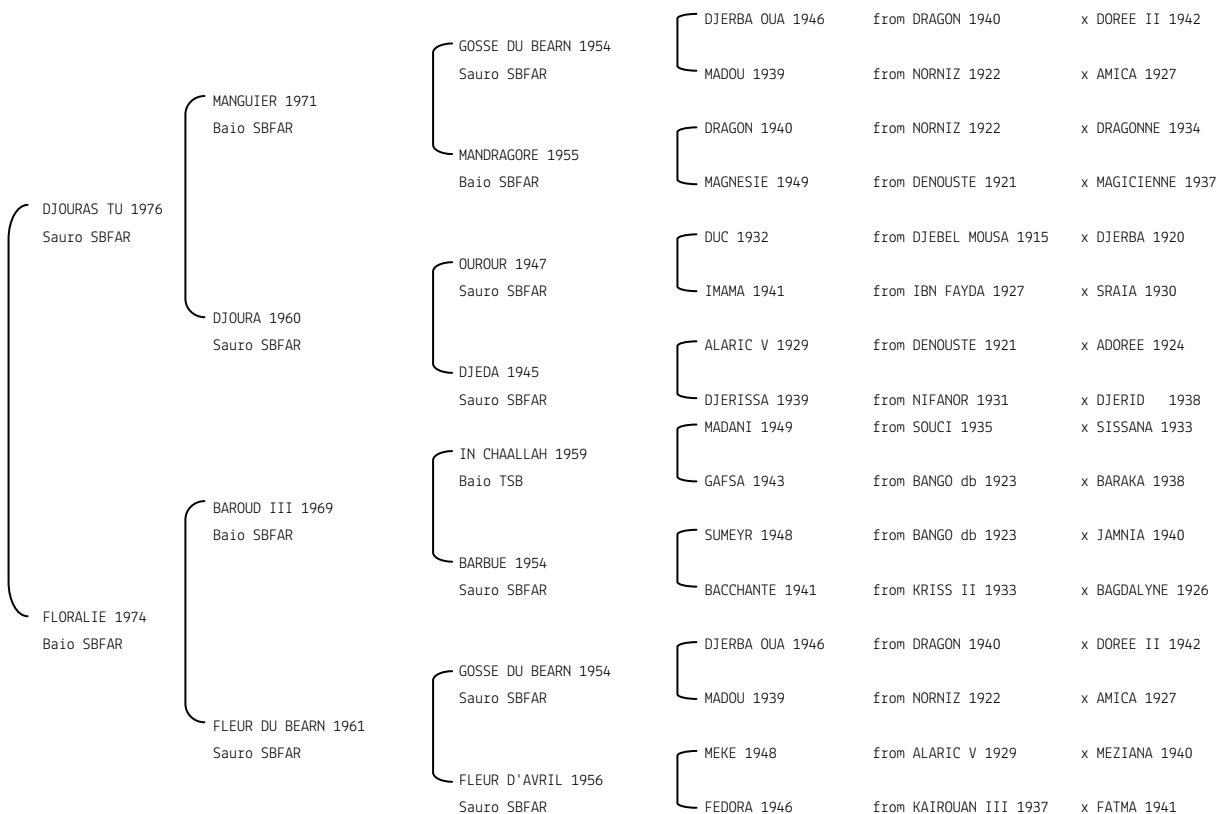 DJERBA OUA 1946 from DRAGON 1940 x DOREE II 1942
GOSSE DU BEARN 1954
Sauro SBFAR MADOU 1939 from NORNIZ 1922 x AMICA 1927
MANGUIER 1971
Baio SBFAR DRAGON 1940 from NORNIZ 1922 x DRAGONNE 1934
MANDRAGORE 1955
Baio SBFAR MAGNESIE 1949 from DENOUSTE 1921 x MAGICIENNE 1937
DJOURAS TU 1976
Sauro SBFAR DUC 1932 from DJEBEL MOUSA 1915 x DJERBA 1920
OUROUR 1947
Sauro SBFAR IMAMA 1941 from IBN FAYDA 1927 x SRAIA 1930
DJOURA 1960
Sauro SBFAR ALARIC V 1929 from DENOUSTE 1921 x ADOREE 1924
DJEDA 1945
Sauro SBFAR DJERISSA 1939 from NIFANOR 1931 x DJERID 1938
MADANI 1949 from SOUCI 1935 x SISSANA 1933
IN CHAALLAH 1959
Baio TSB GAFSA 1943 from BANGO db 1923 x BARAKA 1938
BAROUD III 1969
Baio SBFAR SUMEYR 1948 from BANGO db 1923 x JAMNIA 1940
BARBUE 1954
Sauro SBFAR BACCHANTE 1941 from KRISS II 1933 x BAGDALYNE 1926
FLORALIE 1974
Baio SBFAR DJERBA OUA 1946 from DRAGON 1940 x DOREE II 1942
GOSSE DU BEARN 1954
Sauro SBFAR MADOU 1939 from NORNIZ 1922 x AMICA 1927
FLEUR DU BEARN 1961
Sauro SBFAR MEKE 1948 from ALARIC V 1929 x MEZIANA 1940
FLEUR D'AVRIL 1956
Sauro SBFAR FEDORA 1946 from KAIROUAN III 1937 x FATMA 1941